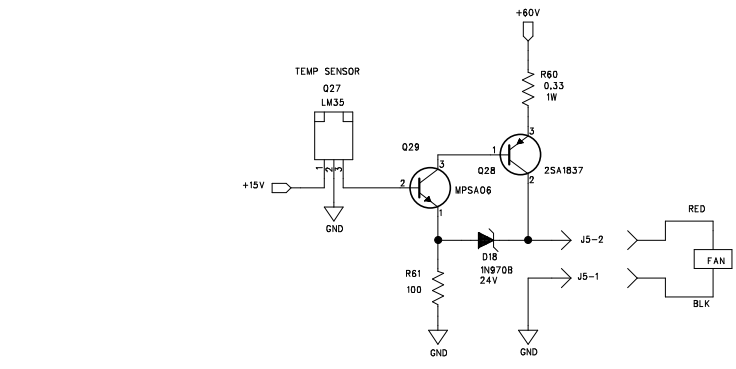 +60V
R60
0.33
1W
TEMP SENSOR
Q27
LM35
1
2
3
+15V
GND
Q29
3
2
MPSA06
1
3
1
Q28
2SA1837
2
D18
1N970B
24V
R61
100
GND
J5-2
J5-1
GND
RED
FAN
BLK